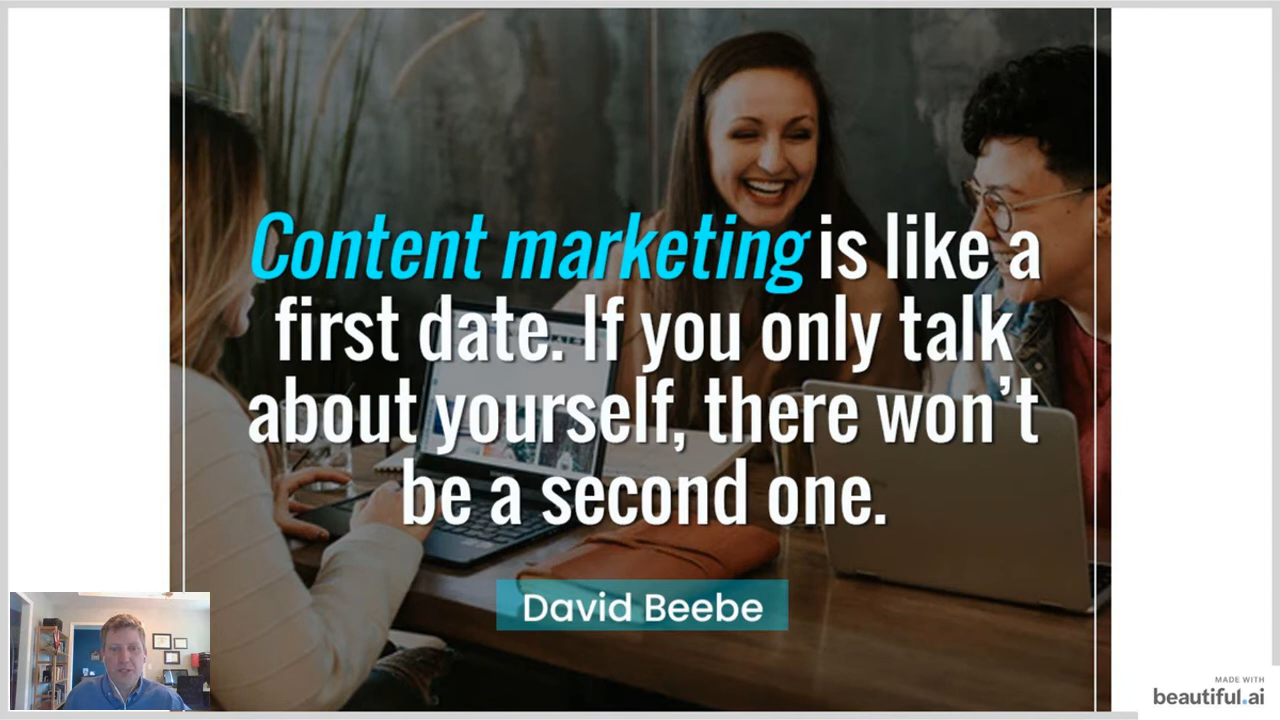 Content marketing is like a
first date. If you only talk
about yourself, there won’t
be a second one.
David Beebe
MADE WITH
beautiful.ai